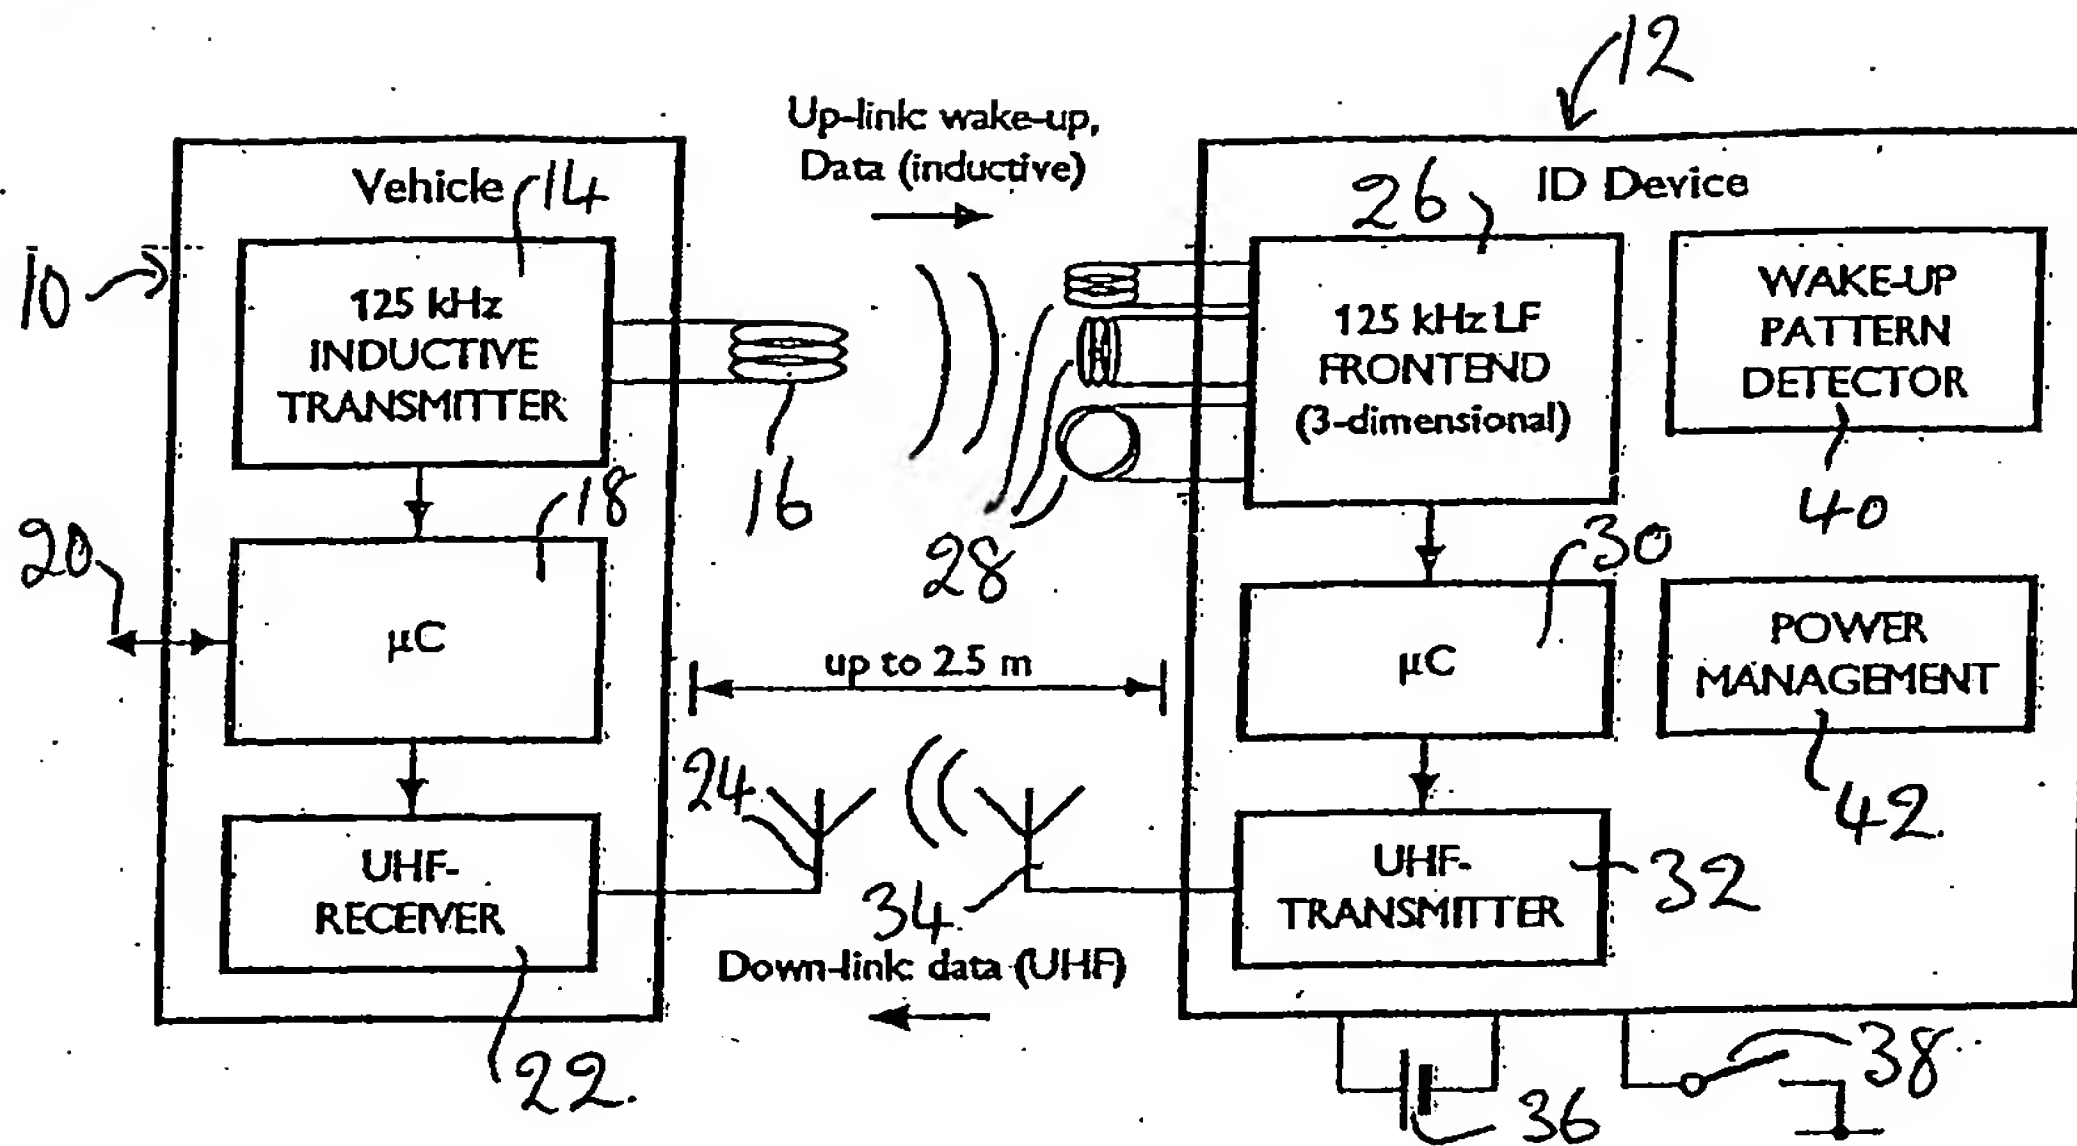 12
Up-link: wake-up,
Data (inductive)
Vehicle
14
26
ID Device
10
125 kHz
INDUCTIVE
TRANSMITTER
125 kHz LF
FRONTEND
(3-dimensional)
WAKE-UP
PATTERN
DETECTOR
16
18
28
40
20
30
µC
up to 2.5 m
µC
POWER
MANAGEMENT
24
42.
UHF-
RECEIVER
34
UHF-
TRANSMITTER
32
Down-link: data (UHF)
22.
36
38